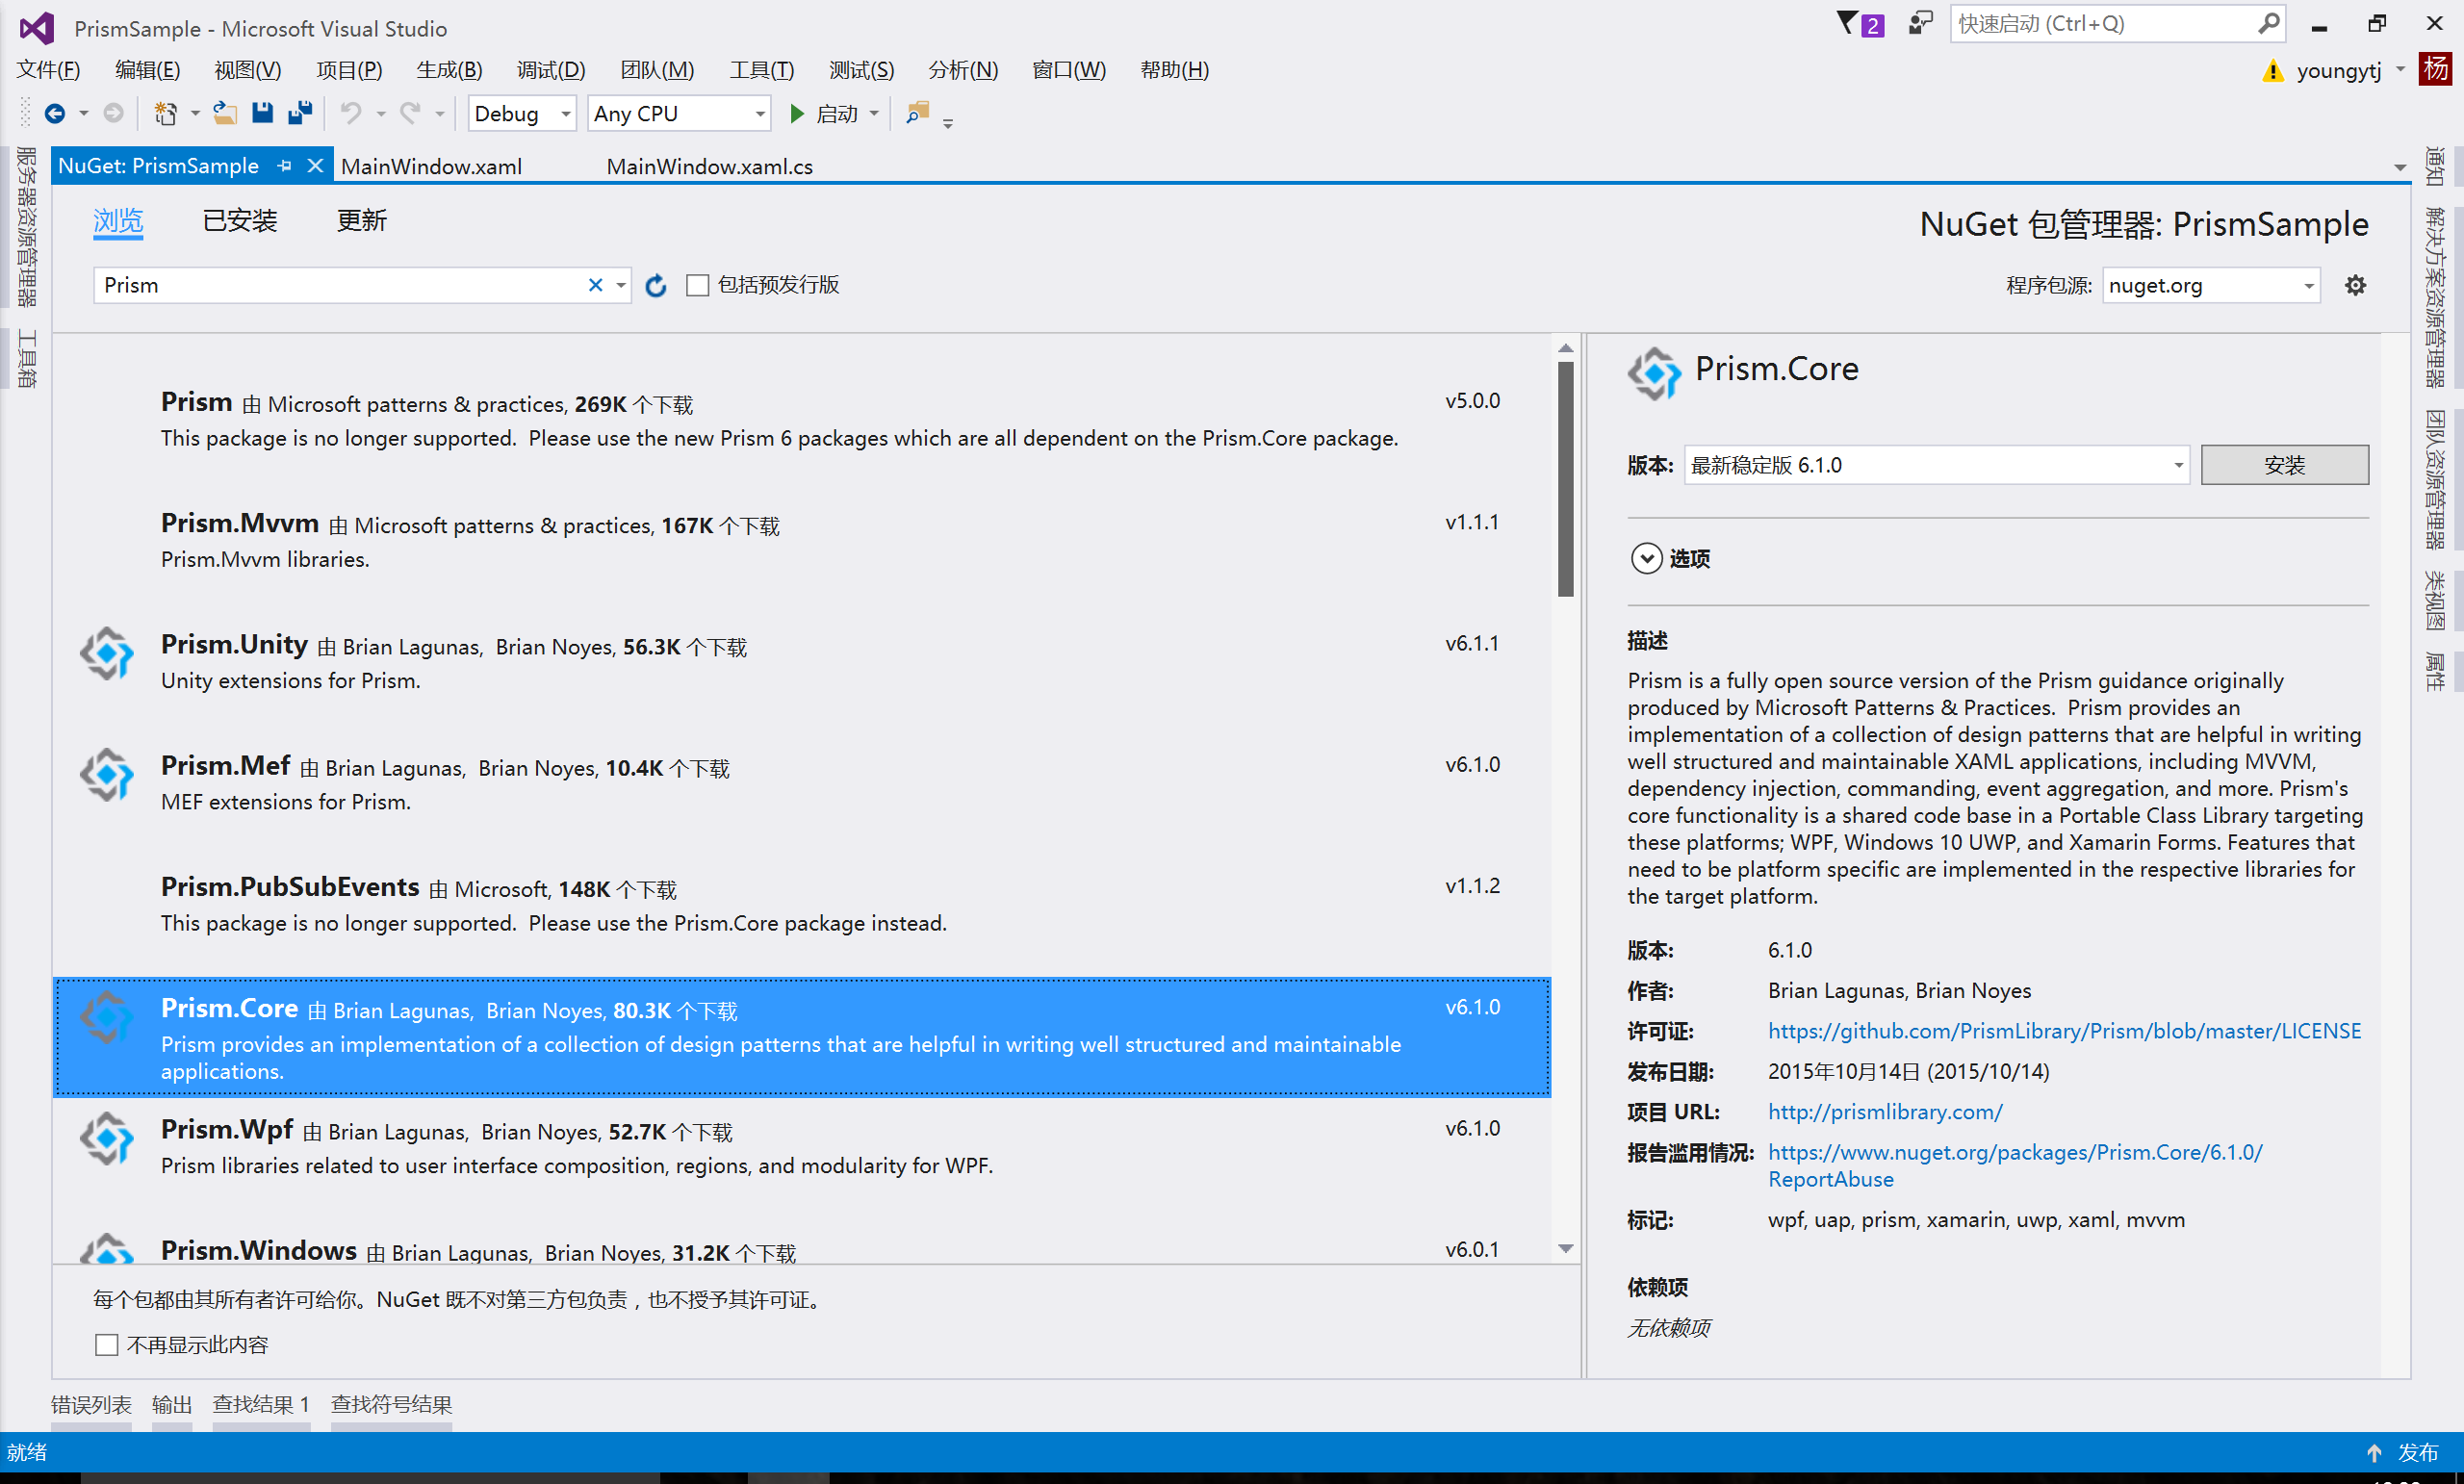 PrismSample - Microsoft Visual Studio
2
快速启动 (Ctrl+Q)
文件(F) 编辑(E) 视图(V) 项目(P) 生成(B) 调试(D) 团队(M) 工具(T) 测试(S) 分析(N) 窗口(W) 帮助(H)
youngytj
杨
Debug Any CPU 启动
服务器资源管理器
工具箱
NuGet: PrismSample MainWindow.xaml MainWindow.xaml.cs
浏览 已安装 更新
NuGet 包管理器: PrismSample
Prism
包括预发行版
程序包源: nuget.org
Prism 由 Microsoft patterns & practices, 269K 个下载 v5.0.0
This package is no longer supported.  Please use the new Prism 6 packages which are all dependent on the Prism.Core package.
Prism.Mvvm 由 Microsoft patterns & practices, 167K 个下载 v1.1.1
Prism.Mvvm libraries.
Prism.Unity 由 Brian Lagunas,  Brian Noyes, 56.3K 个下载 v6.1.1
Unity extensions for Prism.
Prism.Mef 由 Brian Lagunas,  Brian Noyes, 10.4K 个下载 v6.1.0
MEF extensions for Prism.
Prism.PubSubEvents 由 Microsoft, 148K 个下载 v1.1.2
This package is no longer supported.  Please use the Prism.Core package instead.
Prism.Core 由 Brian Lagunas,  Brian Noyes, 80.3K 个下载 v6.1.0
Prism provides an implementation of a collection of design patterns that are helpful in writing well structured and maintainable
applications.
Prism.Wpf 由 Brian Lagunas,  Brian Noyes, 52.7K 个下载 v6.1.0
Prism libraries related to user interface composition, regions, and modularity for WPF.
Prism.Windows 由 Brian Lagunas,  Brian Noyes, 31.2K 个下载 v6.0.1
每个包都由其所有者许可给你。NuGet 既不对第三方包负责，也不授予其许可证。
不再显示此内容
Prism.Core
版本: 最新稳定版 6.1.0 安装
选项
描述
Prism is a fully open source version of the Prism guidance originally
produced by Microsoft Patterns & Practices.  Prism provides an
implementation of a collection of design patterns that are helpful in writing
well structured and maintainable XAML applications, including MVVM,
dependency injection, commanding, event aggregation, and more. Prism's
core functionality is a shared code base in a Portable Class Library targeting
these platforms; WPF, Windows 10 UWP, and Xamarin Forms. Features that
need to be platform specific are implemented in the respective libraries for
the target platform.
版本: 6.1.0
作者: Brian Lagunas, Brian Noyes
许可证: https://github.com/PrismLibrary/Prism/blob/master/LICENSE
发布日期: 2015年10月14日 (2015/10/14)
项目 URL: http://prismlibrary.com/
报告滥用情况: https://www.nuget.org/packages/Prism.Core/6.1.0/
ReportAbuse
标记: wpf, uap, prism, xamarin, uwp, xaml, mvvm
依赖项
无依赖项
通知
解决方案资源管理器
团队资源管理器
类视图
属性
错误列表 输出 查找结果 1 查找符号结果
就绪 发布